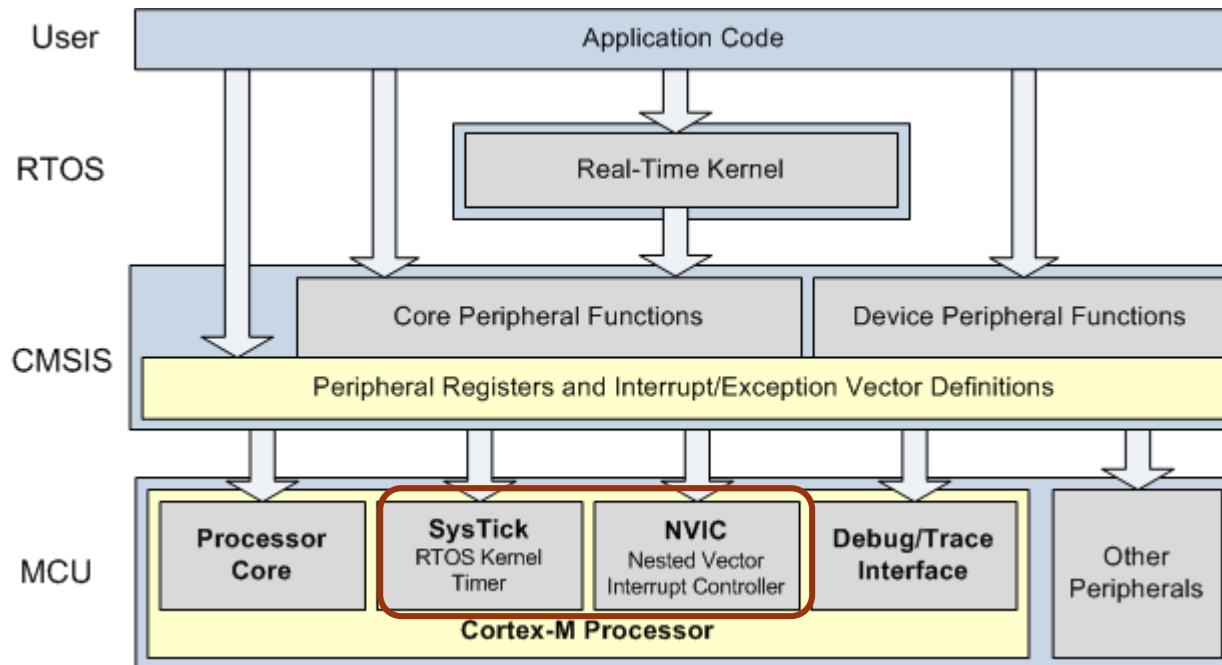 User
Application Code
RTOS
Real-Time Kernel
CMSIS
Core Peripheral Functions
Device Peripheral Functions
Peripheral Registers and Interrupt/Exception Vector Definitions
MCU
Processor
Core
SysTick
RTOS Kernel
Timer
NVIC
Nested Vector
Interrupt Controller
Debug/Trace
Interface
Other
Peripherals
Cortex-M Processor